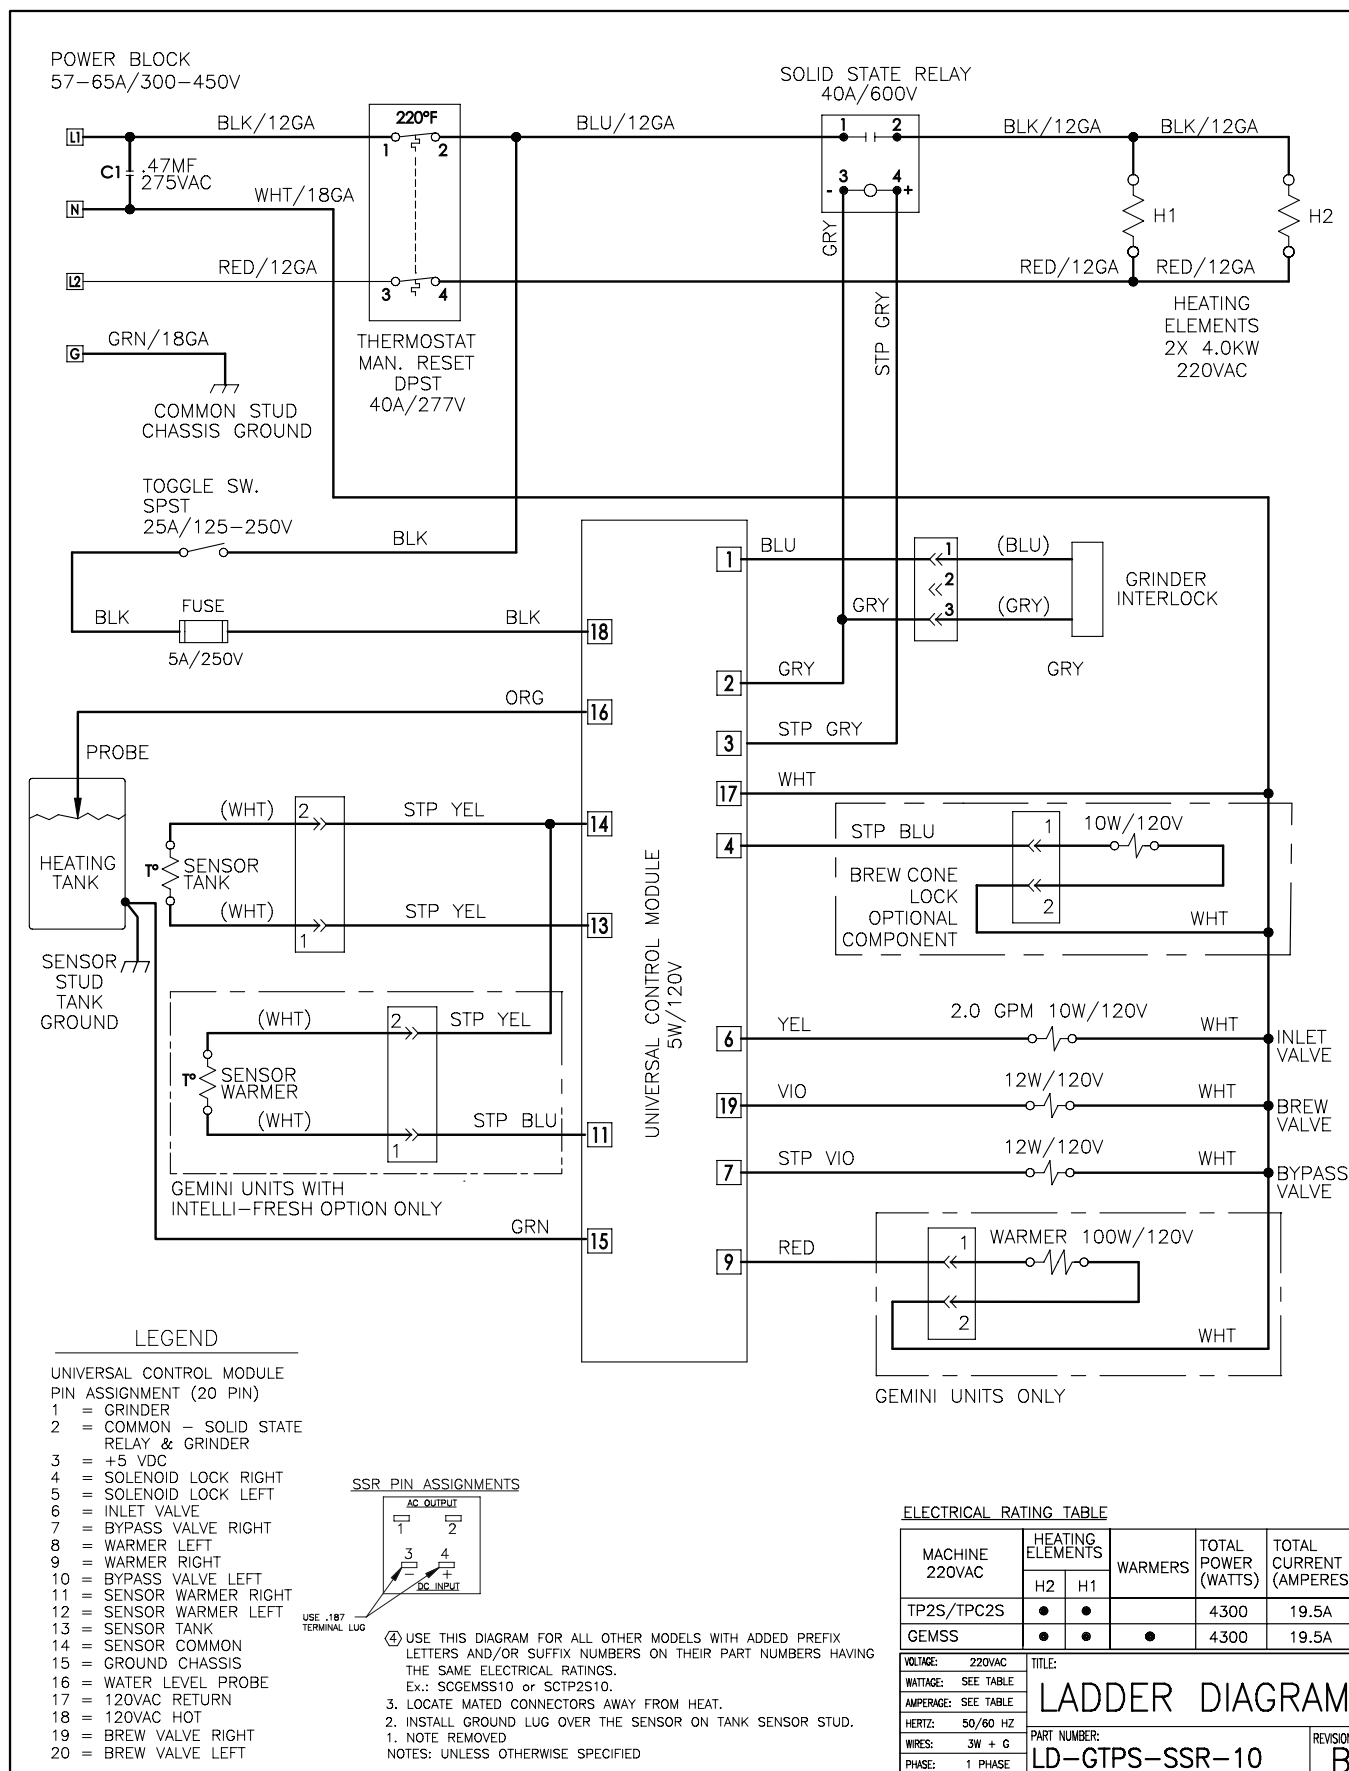 POWER BLOCK
57-65A/300-450V
SOLID STATE RELAY
40A/600V
L1
BLK/12GA
220°F
1
2
BLU/12GA
1
2
BLK/12GA
BLK/12GA
C1
.47MF
275VAC
N
WHT/18GA
3
4
-
+
GRY
STP GRY
H1
H2
L2
RED/12GA
3
4
RED/12GA
RED/12GA
HEATING
ELEMENTS
2X 4.0KW
220VAC
G
GRN/18GA
COMMON STUD
CHASSIS GROUND
THERMOSTAT
MAN. RESET
DPST
40A/277V
TOGGLE SW.
SPST
25A/125-250V
BLK
BLK
FUSE
5A/250V
BLK
18
1
BLU
1
2
3
(BLU)
GRY
(GRY)
GRINDER
INTERLOCK
GRY
2
GRY
3
STP GRY
17
WHT
ORG
16
PROBE
HEATING
TANK
SENSOR
STUD
TANK
GROUND
(WHT)
2
STP YEL
14
T°
SENSOR
TANK
(WHT)
1
STP YEL
13
UNIVERSAL CONTROL MODULE
5W/120V
4
STP BLU
1
10W/120V
2
BREW CONE
LOCK
OPTIONAL
COMPONENT
WHT
(WHT)
2
STP YEL
T°
SENSOR
WARMER
(WHT)
1
STP BLU
11
GEMINI UNITS WITH
INTELLI-FRESH OPTION ONLY
GRN
15
6
YEL
2.0 GPM 10W/120V
WHT
INLET
VALVE
19
VIO
12W/120V
WHT
BREW
VALVE
7
STP VIO
12W/120V
WHT
BYPASS
VALVE
9
RED
1
WARMER 100W/120V
2
WHT
GEMINI UNITS ONLY
LEGEND
UNIVERSAL CONTROL MODULE
PIN ASSIGNMENT (20 PIN)
1 = GRINDER
2 = COMMON - SOLID STATE
RELAY & GRINDER
3 = +5 VDC
4 = SOLENOID LOCK RIGHT
5 = SOLENOID LOCK LEFT
6 = INLET VALVE
7 = BYPASS VALVE RIGHT
8 = WARMER LEFT
9 = WARMER RIGHT
10 = BYPASS VALVE LEFT
11 = SENSOR WARMER RIGHT
12 = SENSOR WARMER LEFT
13 = SENSOR TANK
14 = SENSOR COMMON
15 = GROUND CHASSIS
16 = WATER LEVEL PROBE
17 = 120VAC RETURN
18 = 120VAC HOT
19 = BREW VALVE RIGHT
20 = BREW VALVE LEFT
SSR PIN ASSIGNMENTS
AC OUTPUT
1
2
3
4
-
+
DC INPUT
USE .187
TERMINAL LUG
4 USE THIS DIAGRAM FOR ALL OTHER MODELS WITH ADDED PREFIX
LETTERS AND/OR SUFFIX NUMBERS ON THEIR PART NUMBERS HAVING
THE SAME ELECTRICAL RATINGS.
Ex.: SCGEMSS10 or SCTP2S10.
3. LOCATE MATED CONNECTORS AWAY FROM HEAT.
2. INSTALL GROUND LUG OVER THE SENSOR ON TANK SENSOR STUD.
1. NOTE REMOVED
NOTES: UNLESS OTHERWISE SPECIFIED
ELECTRICAL RATING TABLE
MACHINE
220VAC
HEATING
ELEMENTS
H2
H1
WARMERS
TOTAL
POWER
(WATTS)
TOTAL
CURRENT
(AMPERES
TP2S/TPC2S ● ● 4300 19.5A
GEMSS ● ● ● 4300 19.5A
VOLTAGE: 220VAC
WATTAGE: SEE TABLE
AMPERAGE: SEE TABLE
HERTZ: 50/60 HZ
WIRES: 3W + G
PHASE: 1 PHASE
TITLE:
LADDER DIAGRAM
PART NUMBER:
LD-GTPS-SSR-10
REVISION
B